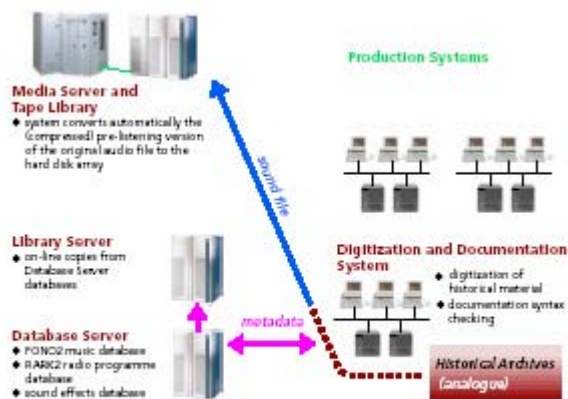 Production Systems
Media Server and
Tape Library
◆ system converts automatically the
(compressed) pre-listening version
of the original audio file to the
hard disk array
sound file
Library Server
◆ on-line copies from
Database Server
databases
Digitization and Documentation
System
◆ digitization of
historical material
◆ documentation syntax
checking
metadata
Database Server
◆ FONO2 music database
◆ RARK2 radio programme
database
◆ sound effects database
Historical Archives
(analogue)